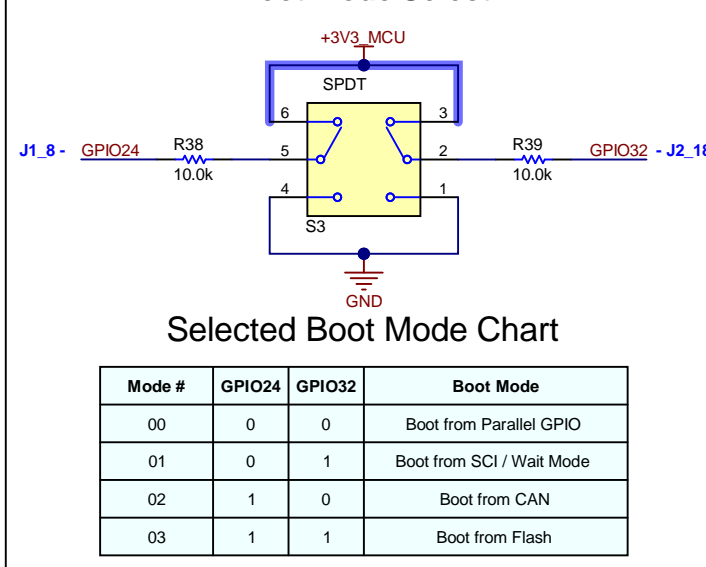 +3V3_MCU
SPDT
6 3
J1_8 - GPIO24 R38 5 2 R39 GPIO32 - J2_18
10.0k 10.0k
4 1
S3
GND
Selected Boot Mode Chart
Mode # GPIO24 GPIO32 Boot Mode
00 0 0 Boot from Parallel GPIO
01 0 1 Boot from SCI / Wait Mode
02 1 0 Boot from CAN
03 1 1 Boot from Flash